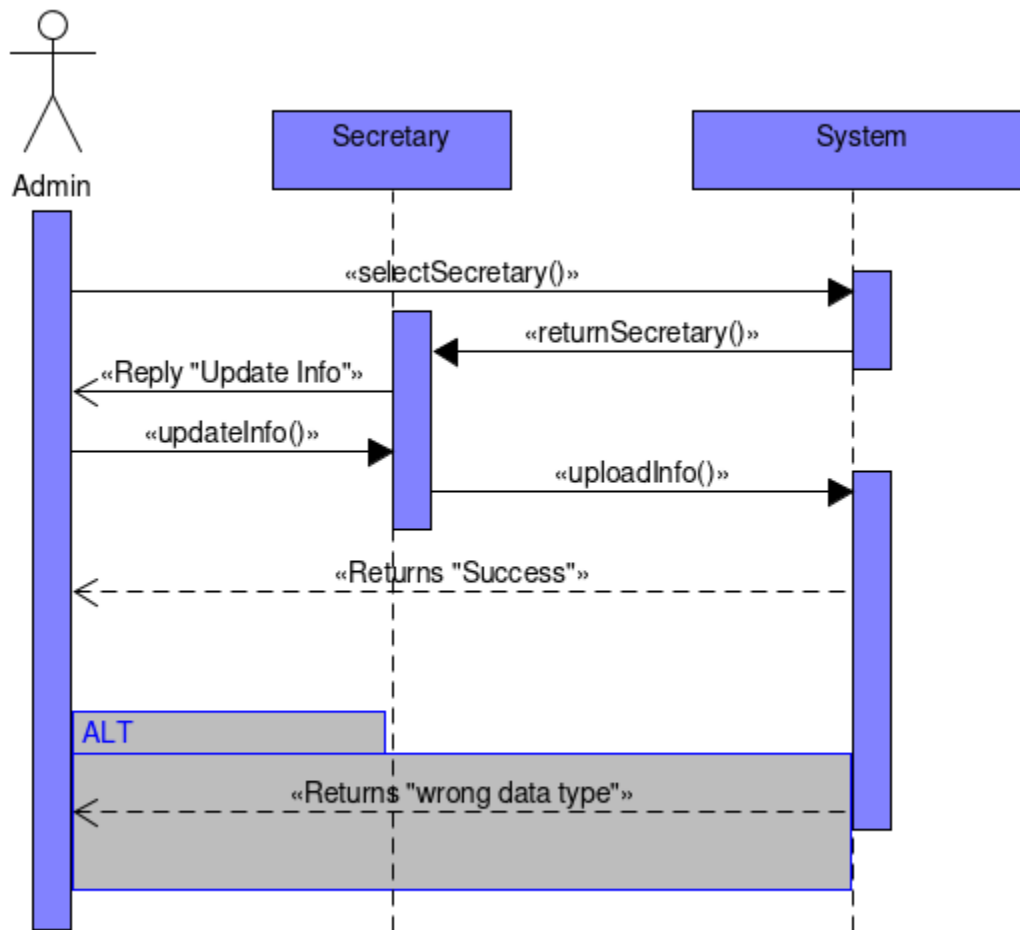 Secretary
System
Admin
«selectSecretary()»
«returnSecretary()»
«Reply "Update Info"»
«updateInfo()»
«uploadInfo()»
«Returns "Success"»
ALT
«Returns "wrong data type"»